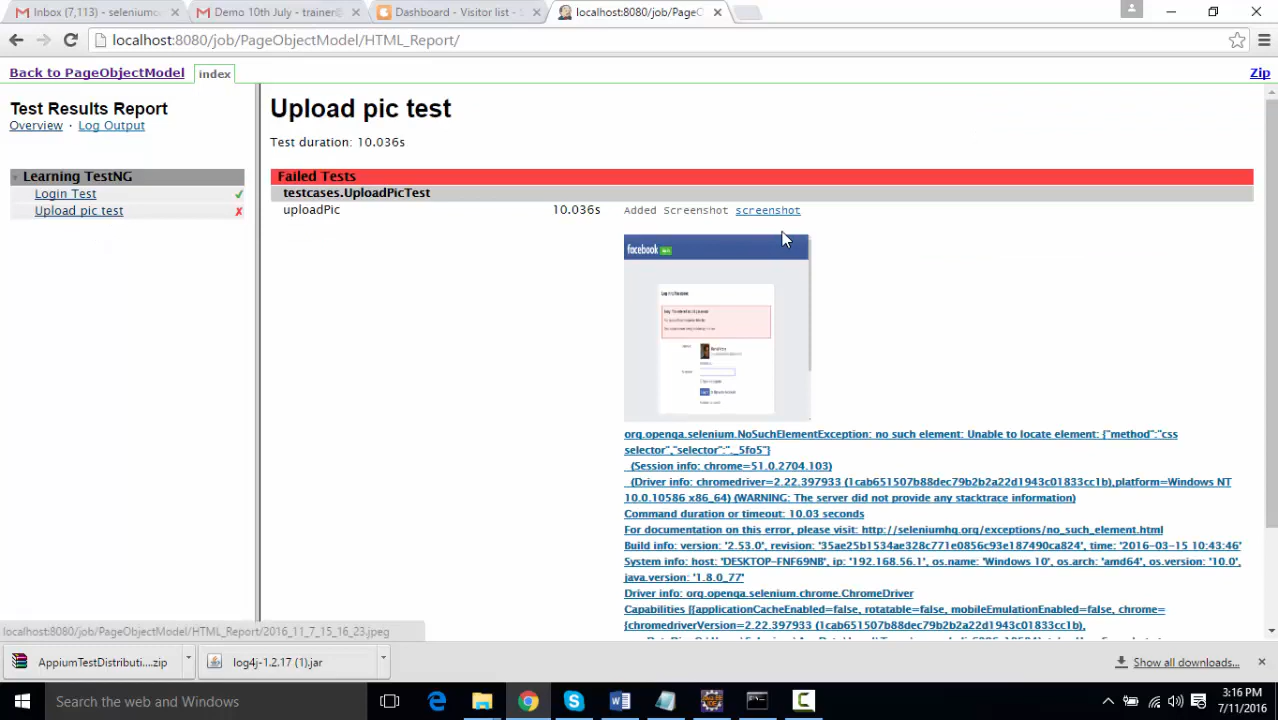 Inbox (7,113) - seleniumc
Demo 10th July - trainer@
Dashboard - Visitor list -
localhost:8080/job/PageO
localhost:8080/job/PageObjectModel/HTML_Report/
Back to PageObjectModel
index
Zip
Test Results Report
Overview · Log Output
Learning TestNG
Login Test
Upload pic test
Upload pic test
Test duration: 10.036s
Failed Tests
testcases.UploadPicTest
uploadPic 10.036s Added Screenshot screenshot
facebook
org.openqa.selenium.NoSuchElementException: no such element: Unable to locate element: {"method":"css
selector","selector":"._5fo5"}
(Session info: chrome=51.0.2704.103)
(Driver info: chromedriver=2.22.397933 (1cab651507b88dec79b2b2a22d1943c01833cc1b),platform=Windows NT
10.0.10586 x86_64) (WARNING: The server did not provide any stacktrace information)
Command duration or timeout: 10.03 seconds
For documentation on this error, please visit: http://seleniumhq.org/exceptions/no_such_element.html
Build info: version: '2.53.0', revision: '35ae25b1534ae328c771e0856c93e187490ca824', time: '2016-03-15 10:43:46'
System info: host: 'DESKTOP-FNF69NB', ip: '192.168.56.1', os.name: 'Windows 10', os.arch: 'amd64', os.version: '10.0',
java.version: '1.8.0_77'
Driver info: org.openqa.selenium.chrome.ChromeDriver
Capabilities [{applicationCacheEnabled=false, rotatable=false, mobileEmulationEnabled=false, chrome=
{chromedriverVersion=2.22.397933 (1cab651507b88dec79b2b2a22d1943c01833cc1b),
localhost:8080/job/PageObjectModel/HTML_Report/2016_11_7_15_16_23.jpeg
AppiumTestDistributi....zip
log4j-1.2.17 (1).jar
Show all downloads...
Search the web and Windows
3:16 PM
7/11/2016